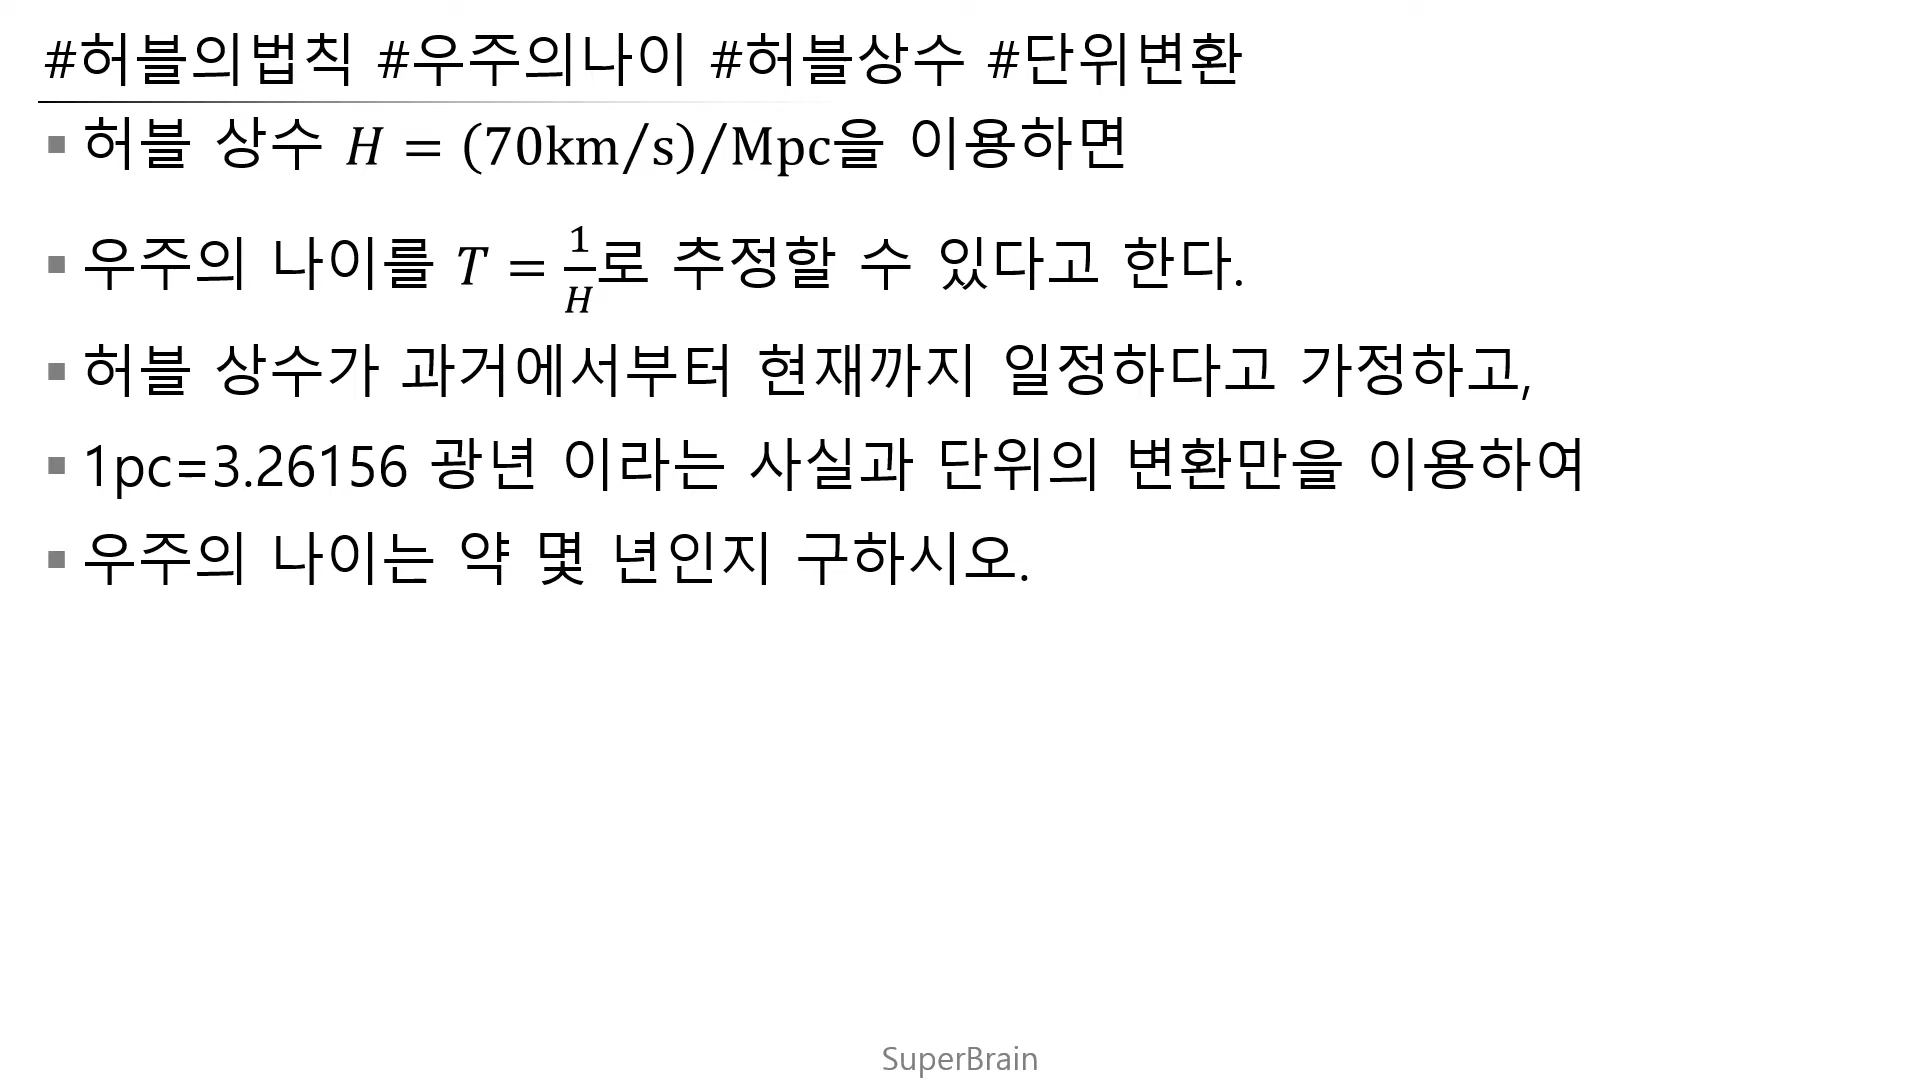 #허블의법칙 #우주의나이 #허블상수 #단위변환
▪ 허블 상수 H = (70km/s)/Mpc을 이용하면
▪ 우주의 나이를 T = 1/H로 추정할 수 있다고 한다.
▪ 허블 상수가 과거에서부터 현재까지 일정하다고 가정하고,
▪ 1pc=3.26156 광년 이라는 사실과 단위의 변환만을 이용하여
▪ 우주의 나이는 약 몇 년인지 구하시오.
SuperBrain